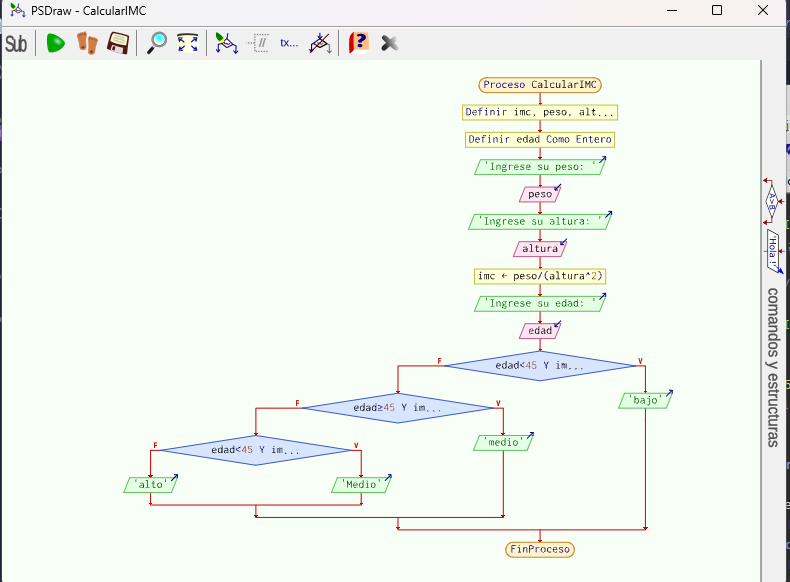 PSDraw - CalcularIMC
Sub
// tx... ?
Proceso CalcularIMC
Definir imc, peso, alt...
Definir edad Como Entero
'Ingrese su peso: '
peso
'Ingrese su altura: '
altura
imc ← peso/(altura^2)
'Ingrese su edad: '
edad
F edad<45 Y im... V
'bajo'
F edad≥45 Y im... V
'medio'
F edad<45 Y im... V
'alto' 'Medio'
FinProceso
A>B
'Hola !'
comandos y estructuras